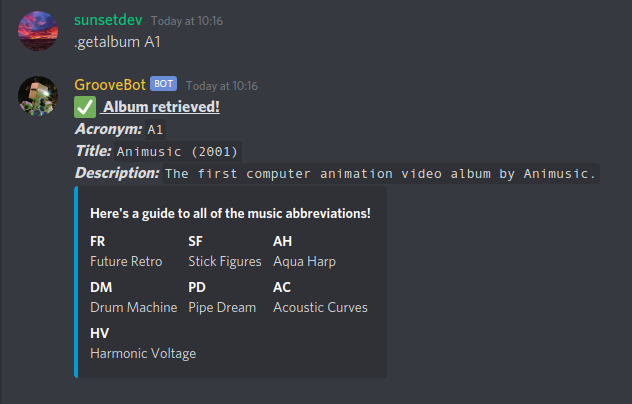 sunsetdev Today at 10:16
.getalbum A1
GrooveBot BOT Today at 10:16
✅ Album retrieved!
Acronym: A1
Title: Animusic (2001)
Description: The first computer animation video album by Animusic.
Here's a guide to all of the music abbreviations!
FR SF AH
Future Retro Stick Figures Aqua Harp
DM PD AC
Drum Machine Pipe Dream Acoustic Curves
HV
Harmonic Voltage